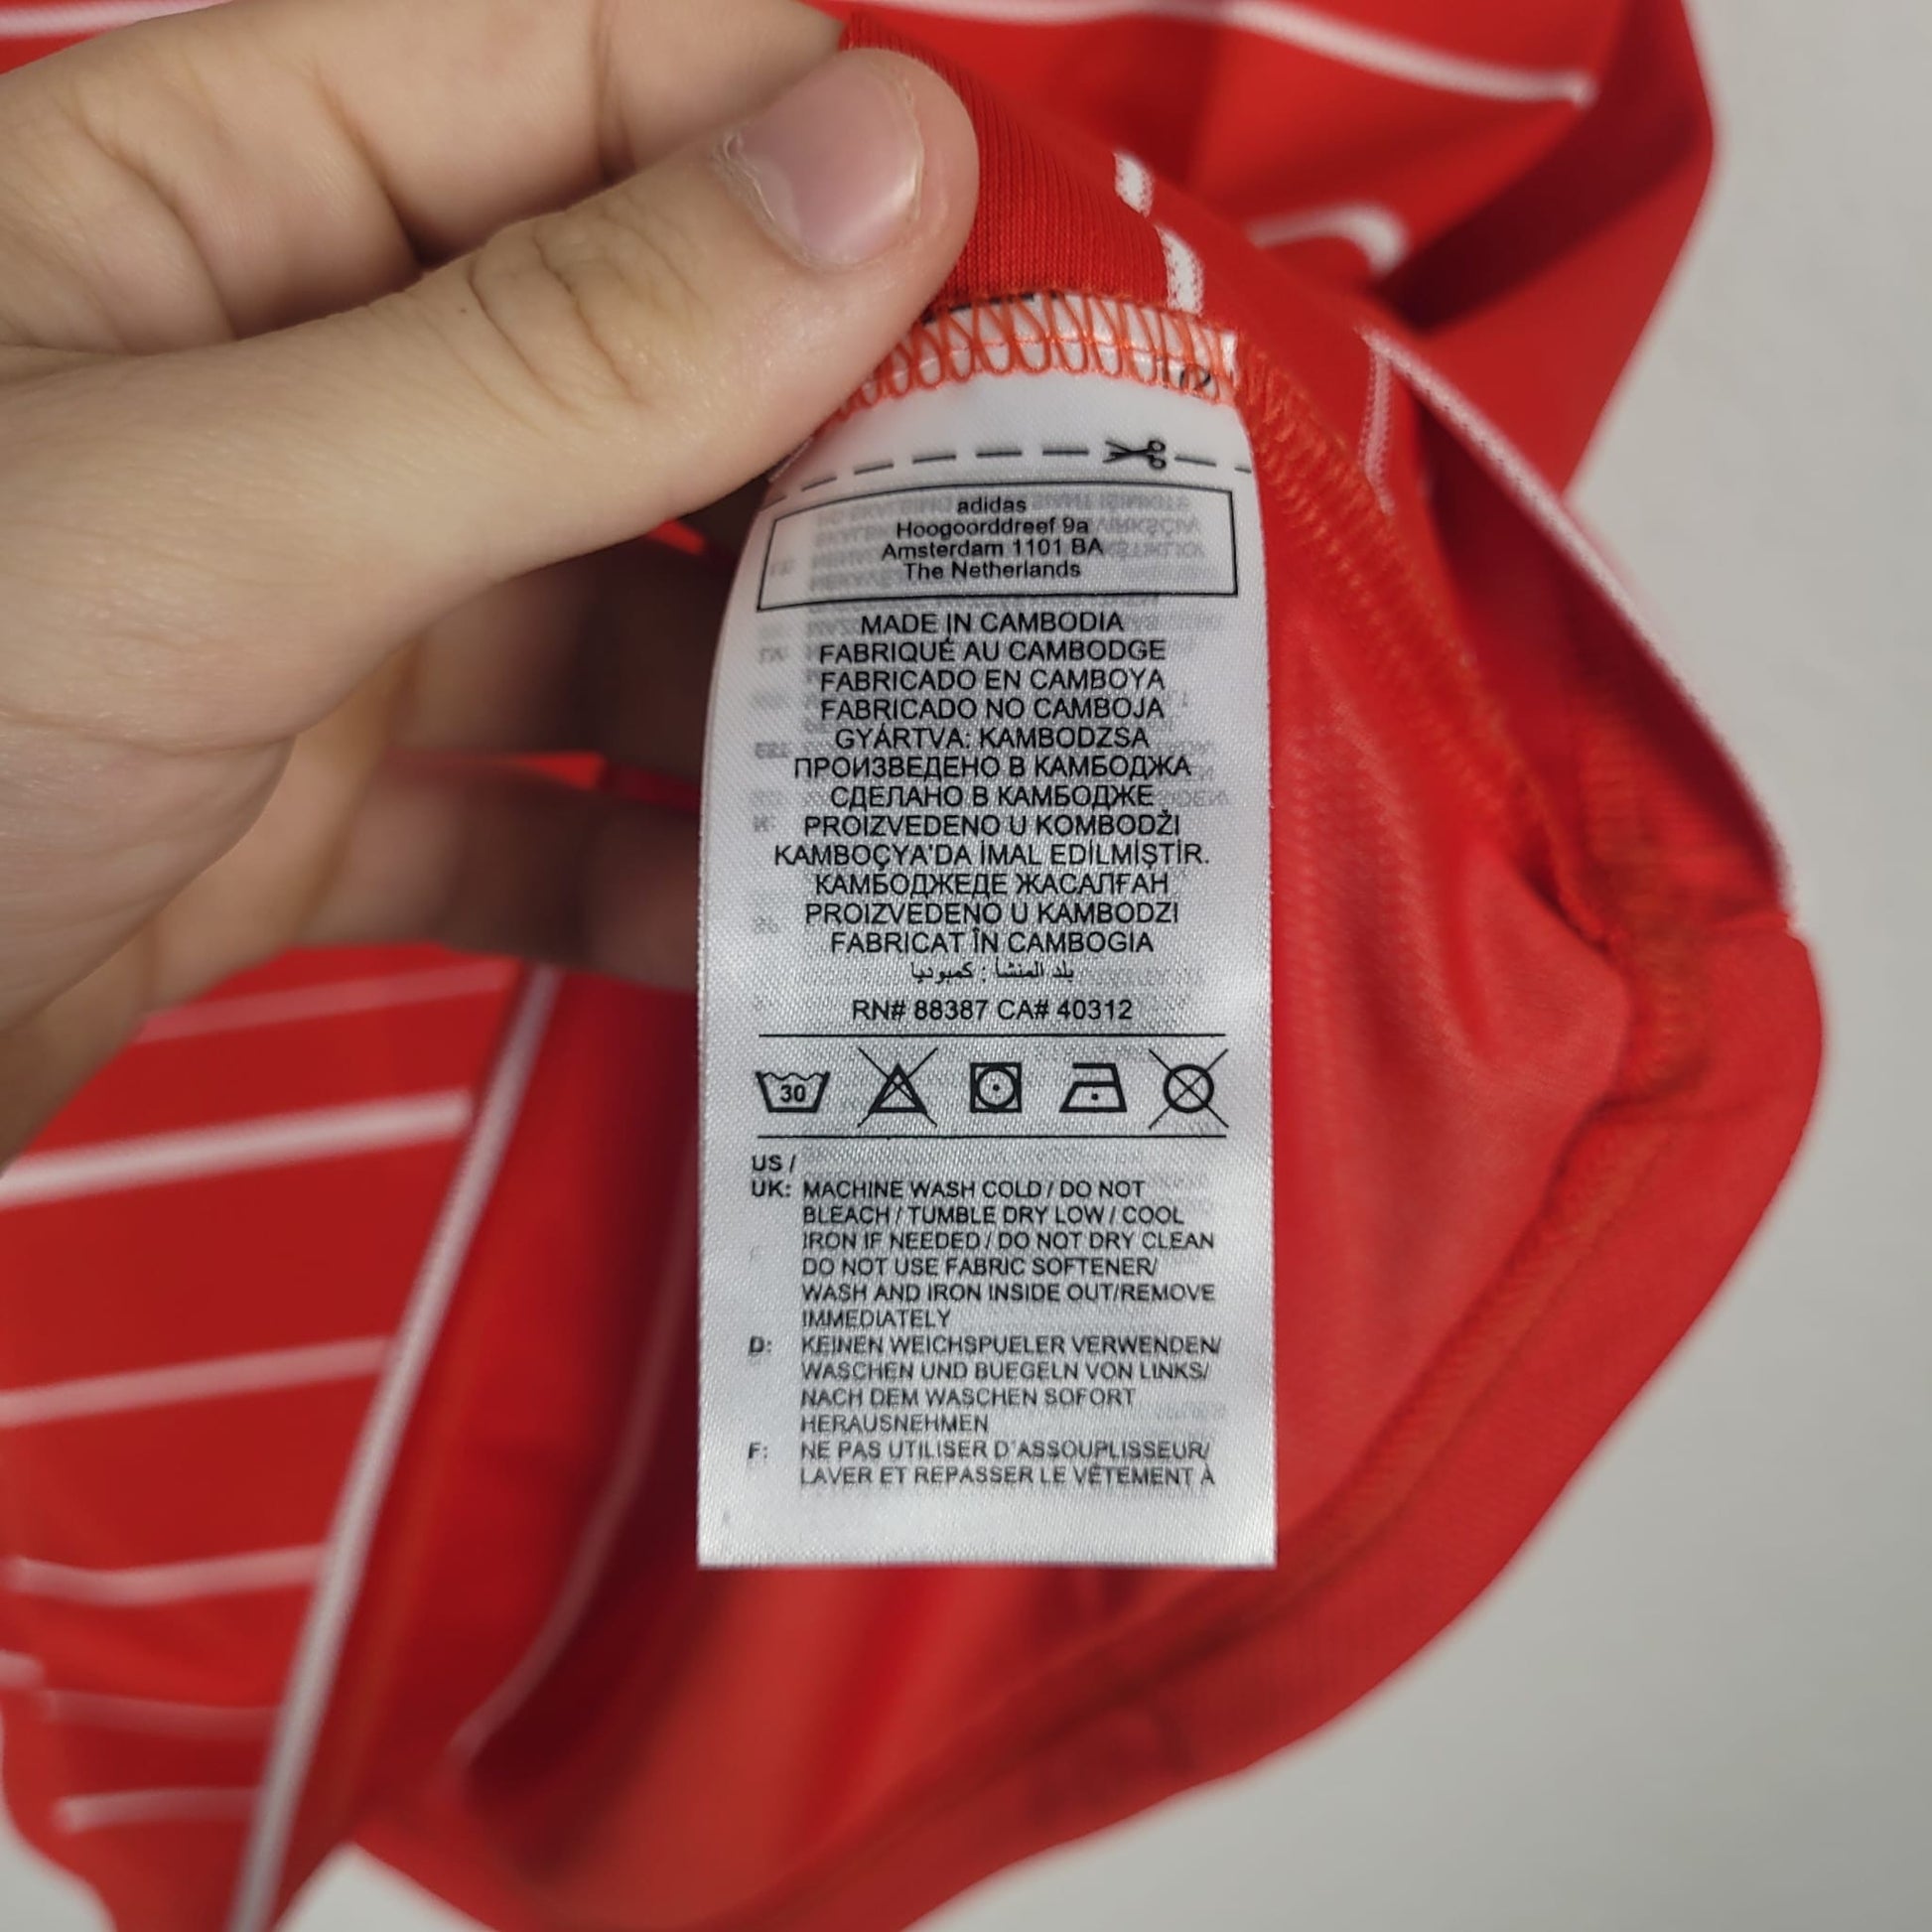 adidas
Hoogoorddreef 9a
Amsterdam 1101 BA
The Netherlands
MADE IN CAMBODIA
FABRIQUÉ AU CAMBODGE
FABRICADO EN CAMBOYA
FABRICADO NO CAMBOJA
GYÁRTVA: KAMBODZSA
ПРОИЗВЕДЕНО В КАМБОДЖА
СДЕЛАНО В КАМБОДЖЕ
PROIZVEDENO U KOMBODŽI
KAMBOÇYA'DA İMAL EDİLMİŞTİR.
КАМБОДЖЕДЕ ЖАСАЛҒАН
PROIZVEDENO U KAMBODZI
FABRICAT ÎN CAMBOGIA
بلد المنشأ : كمبوديا
RN# 88387 CA# 40312
30
US /
UK: MACHINE WASH COLD / DO NOT
BLEACH / TUMBLE DRY LOW / COOL
IRON IF NEEDED / DO NOT DRY CLEAN
DO NOT USE FABRIC SOFTENER/
WASH AND IRON INSIDE OUT/REMOVE
IMMEDIATELY
D: KEINEN WEICHSPUELER VERWENDEN/
WASCHEN UND BUEGELN VON LINKS/
NACH DEM WASCHEN SOFORT
HERAUSNEHMEN
F: NE PAS UTILISER D'ASSOUPLISSEUR/
LAVER ET REPASSER LE VÊTEMENT À